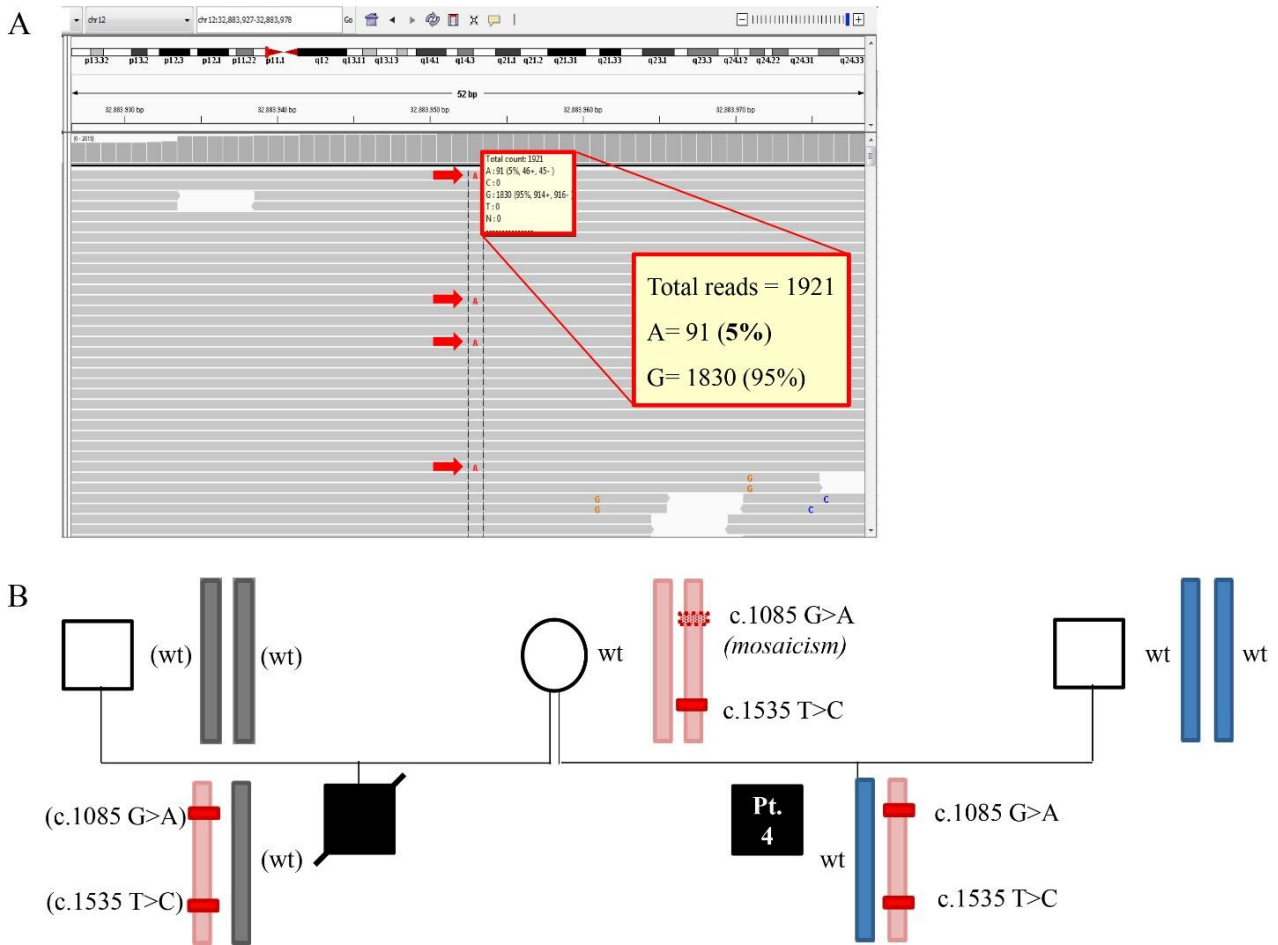 A
chr12
chr12:32,883,927-32,883,978
Go
p13.32 p13.2 p12.3 p12.1 p11.22 p11.1 q12 q13.11 q13.13 q14.1 q14.3 q21.1 q21.2 q21.31 q21.33 q23.1 q23.3 q24.12 q24.22 q24.31 q24.33
52 bp
32.883.930 bp 32.883.940 bp 32.883.950 bp 32.883.960 bp 32.883.970 bp
[0 - 2015]
Total count: 1921
A : 91 (5%, 46+, 45- )
C : 0
G : 1830 (95%, 914+, 916-
T : 0
N : 0
---------------
A
Total reads = 1921
A= 91 (5%)
G= 1830 (95%)
A
A
A
G
G
G C
G C
B
(wt) (wt)
wt
c.1085 G>A
(mosaicism)
c.1535 T>C
wt wt
(c.1085 G>A)
(wt)
(c.1535 T>C)
Pt.
4
wt
c.1085 G>A
c.1535 T>C